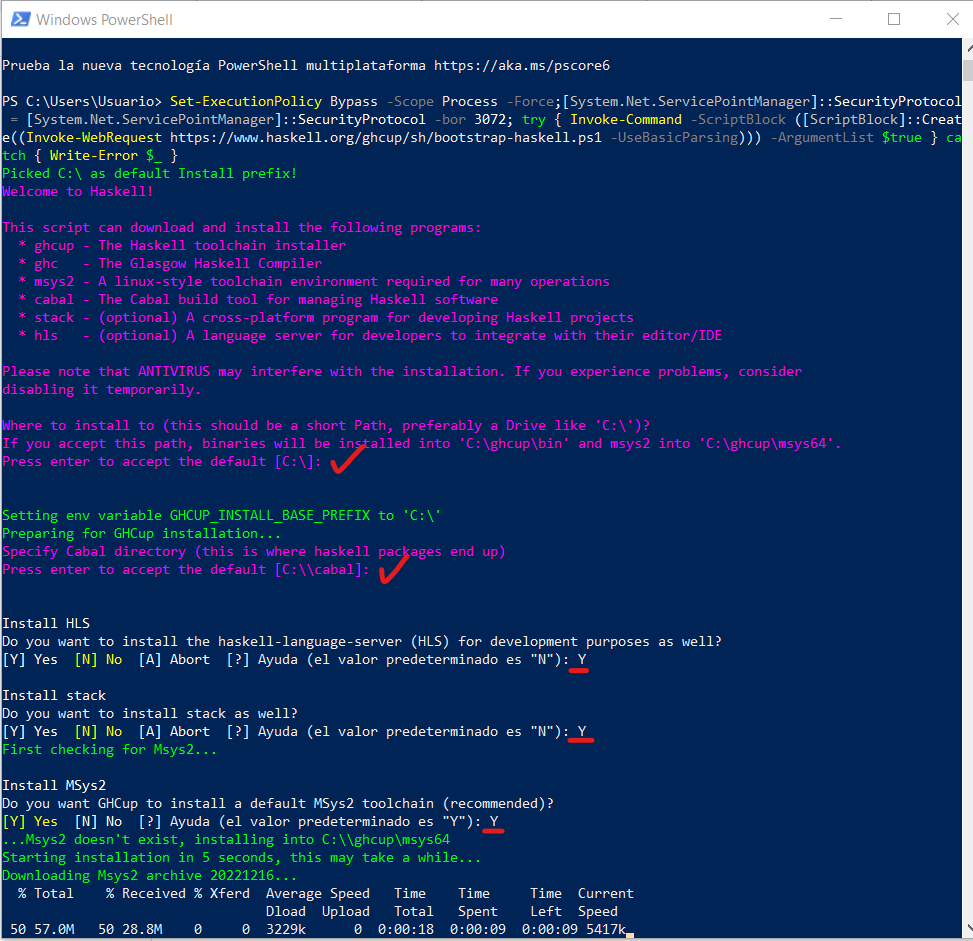 Windows PowerShell
Prueba la nueva tecnología PowerShell multiplataforma https://aka.ms/pscore6
PS C:\Users\Usuario> Set-ExecutionPolicy Bypass -Scope Process -Force;[System.Net.ServicePointManager]::SecurityProtocol
= [System.Net.ServicePointManager]::SecurityProtocol -bor 3072; try { Invoke-Command -ScriptBlock ([ScriptBlock]::Creat
e((Invoke-WebRequest https://www.haskell.org/ghcup/sh/bootstrap-haskell.ps1 -UseBasicParsing))) -ArgumentList $true } ca
tch { Write-Error $_ }
Picked C:\ as default Install prefix!
Welcome to Haskell!
This script can download and install the following programs:
* ghcup - The Haskell toolchain installer
* ghc - The Glasgow Haskell Compiler
* msys2 - A linux-style toolchain environment required for many operations
* cabal - The Cabal build tool for managing Haskell software
* stack - (optional) A cross-platform program for developing Haskell projects
* hls - (optional) A language server for developers to integrate with their editor/IDE
Please note that ANTIVIRUS may interfere with the installation. If you experience problems, consider
disabling it temporarily.
Where to install to (this should be a short Path, preferably a Drive like 'C:\')?
If you accept this path, binaries will be installed into 'C:\ghcup\bin' and msys2 into 'C:\ghcup\msys64'.
Press enter to accept the default [C:\]:
Setting env variable GHCUP_INSTALL_BASE_PREFIX to 'C:\'
Preparing for GHCup installation...
Specify Cabal directory (this is where haskell packages end up)
Press enter to accept the default [C:\\cabal]:
Install HLS
Do you want to install the haskell-language-server (HLS) for development purposes as well?
[Y] Yes [N] No [A] Abort [?] Ayuda (el valor predeterminado es "N"): Y
Install stack
Do you want to install stack as well?
[Y] Yes [N] No [A] Abort [?] Ayuda (el valor predeterminado es "N"): Y
First checking for Msys2...
Install MSys2
Do you want GHCup to install a default MSys2 toolchain (recommended)?
[Y] Yes [N] No [?] Ayuda (el valor predeterminado es "Y"): Y
...Msys2 doesn't exist, installing into C:\\ghcup\msys64
Starting installation in 5 seconds, this may take a while...
Downloading Msys2 archive 20221216...
% Total % Received % Xferd Average Speed Time Time Time Current
Dload Upload Total Spent Left Speed
50 57.0M 50 28.8M 0 0 3229k 0 0:00:18 0:00:09 0:00:09 5417k